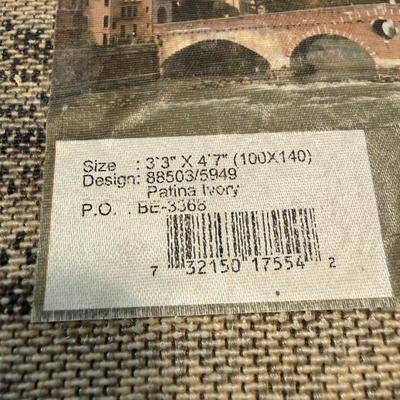 Size : 3'3" X 4'7" (100X140)
Design: 88503/5949
Patina Ivory
P.O. : BE-3368
7 32150 17554 2